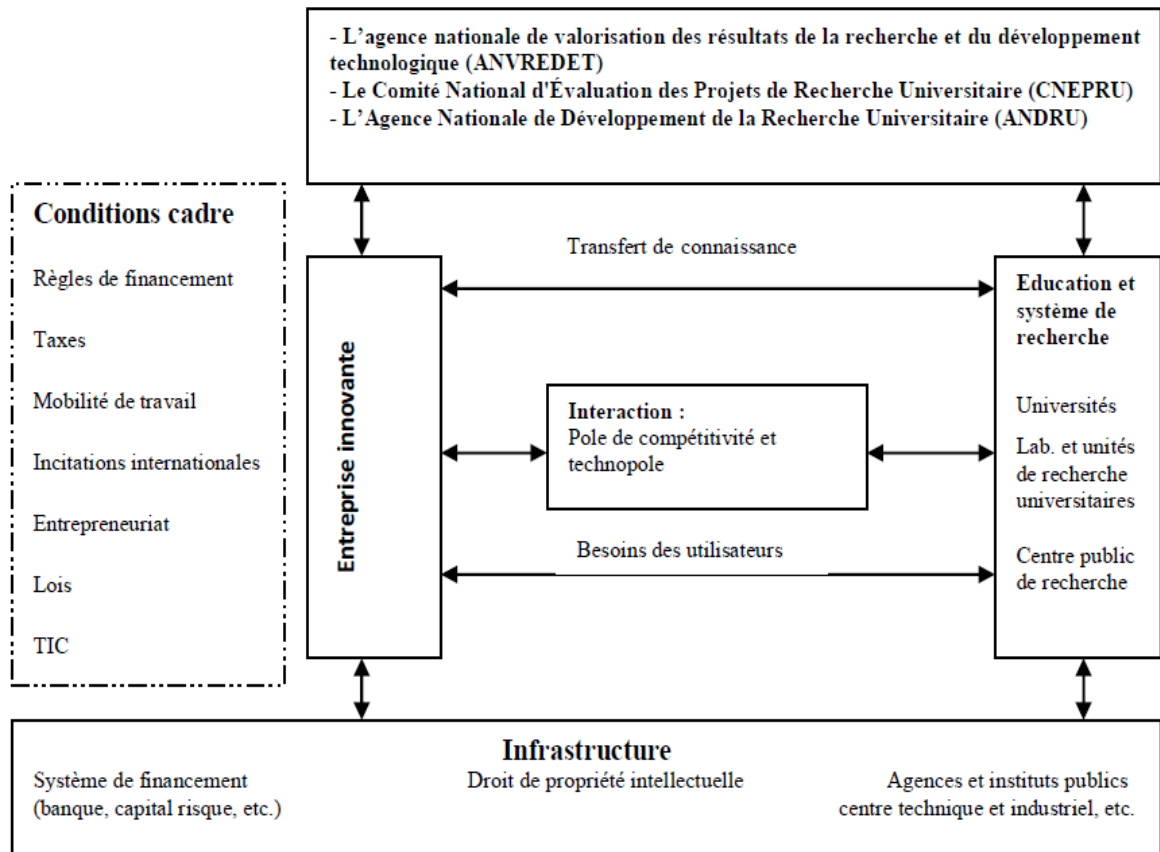 - L'agence nationale de valorisation des résultats de la recherche et du développement
technologique (ANVREDET)
- Le Comité National d'Évaluation des Projets de Recherche Universitaire (CNEPRU)
- L'Agence Nationale de Développement de la Recherche Universitaire (ANDRU)
Conditions cadre
Règles de financement
Taxes
Mobilité de travail
Incitations internationales
Entrepreneuriat
Lois
TIC
Entreprise innovante
Transfert de connaissance
Interaction :
Pole de compétitivité et
technopole
Besoins des utilisateurs
Education et
système de
recherche
Universités
Lab. et unités
de recherche
universitaires
Centre public
de recherche
Infrastructure
Système de financement
(banque, capital risque, etc.)
Droit de propriété intellectuelle
Agences et instituts publics
centre technique et industriel, etc.